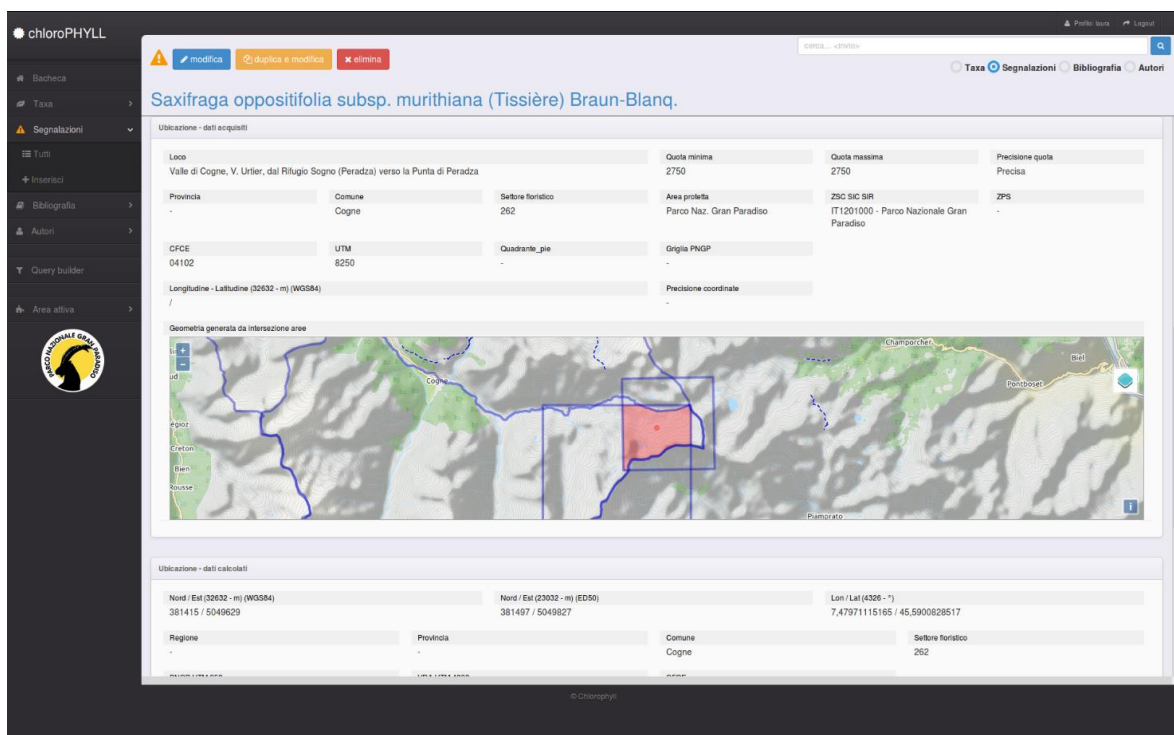 chloroPHYLL
Profilo: laura
Logout
Bacheca
Taxa
Segnalazioni
Tutti
Inserisci
Bibliografia
Autori
Query builder
Area attiva
PARCO NAZIONALE GRAN PARADISO
modifica
duplica e modifica
elimina
cerca... <invio>
Taxa Segnalazioni Bibliografia Autori
Saxifraga oppositifolia subsp. murithiana (Tissière) Braun-Blanq.
Ubicazione - dati acquisiti
Loco Quota minima Quota massima Precisione quota
Valle di Cogne, V. Urtier, dal Rifugio Sogno (Peradza) verso la Punta di Peradza 2750 2750 Precisa
Provincia Comune Settore floristico Area protetta ZSC SIC SIR ZPS
- Cogne 262 Parco Naz. Gran Paradiso IT1201000 - Parco Nazionale Gran -
Paradiso
CFCE UTM Quadrante_pie Griglia PNGP
04102 8250 - -
Longitudine - Latitudine (32632 - m) (WGS84) Precisione coordinate
/ -
Geometria generata da intersezione aree
+
-
Champorcher
Biel
Cogne
Pontboset
Creton
Bien
Rousse
Piamprato
i
Ubicazione - dati calcolati
Nord / Est (32632 - m) (WGS84) Nord / Est (23032 - m) (ED50) Lon / Lat (4326 - °)
381415 / 5049629 381497 / 5049827 7,47971115165 / 45,5900828517
Regione Provincia Comune Settore floristico
- - Cogne 262
© Chlorophyll